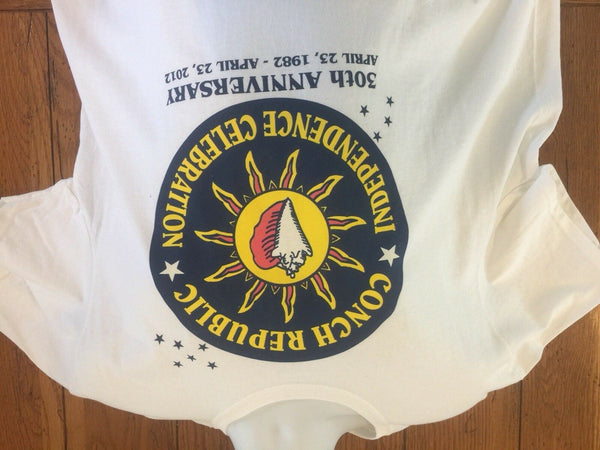 CONCH REPUBLIC
INDEPENDENCE CELEBRATION
30th ANNIVERSARY
APRIL 23, 1982 - APRIL 23, 2012